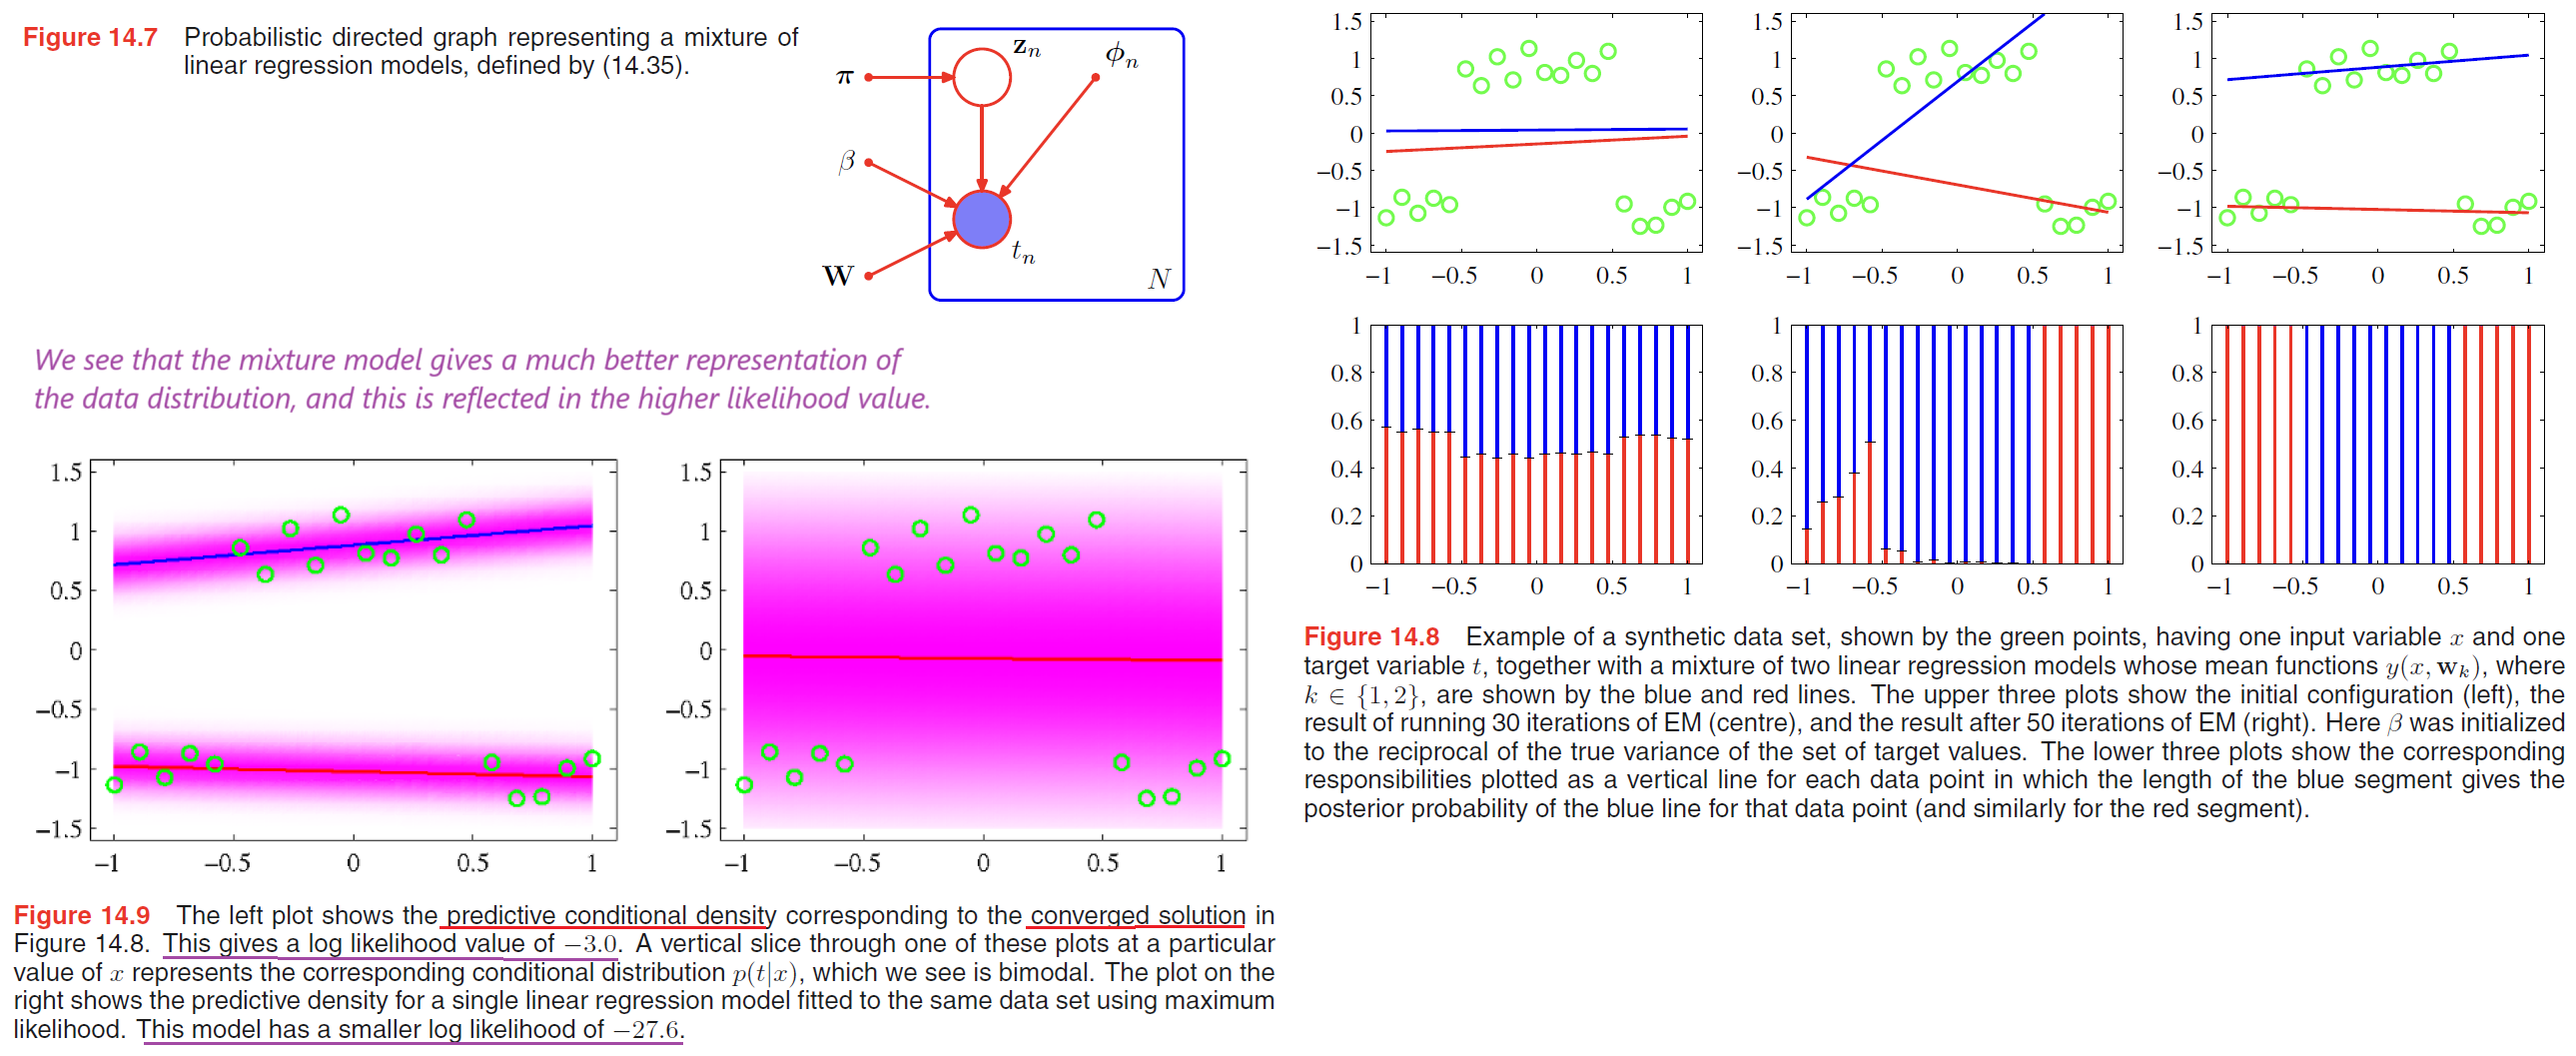 Figure 14.7 Probabilistic directed graph representing a mixture of
linear regression models, defined by (14.35).
π
β
W
zₙ
ϕₙ
tₙ
N
We see that the mixture model gives a much better representation of
the data distribution, and this is reflected in the higher likelihood value.
1.5
1
0.5
0
−0.5
−1
−1.5
−1 −0.5 0 0.5 1
1.5
1
0.5
0
−0.5
−1
−1.5
−1 −0.5 0 0.5 1
Figure 14.9 The left plot shows the predictive conditional density corresponding to the converged solution in
Figure 14.8. This gives a log likelihood value of −3.0. A vertical slice through one of these plots at a particular
value of x represents the corresponding conditional distribution p(t|x), which we see is bimodal. The plot on the
right shows the predictive density for a single linear regression model fitted to the same data set using maximum
likelihood. This model has a smaller log likelihood of −27.6.
1.5
1
0.5
0
−0.5
−1
−1.5
−1 −0.5 0 0.5 1
1.5
1
0.5
0
−0.5
−1
−1.5
−1 −0.5 0 0.5 1
1.5
1
0.5
0
−0.5
−1
−1.5
−1 −0.5 0 0.5 1
1
0.8
0.6
0.4
0.2
0
−1 −0.5 0 0.5 1
1
0.8
0.6
0.4
0.2
0
−1 −0.5 0 0.5 1
1
0.8
0.6
0.4
0.2
0
−1 −0.5 0 0.5 1
Figure 14.8 Example of a synthetic data set, shown by the green points, having one input variable x and one
target variable t, together with a mixture of two linear regression models whose mean functions y(x, wₖ), where
k ∈ {1, 2}, are shown by the blue and red lines. The upper three plots show the initial configuration (left), the
result of running 30 iterations of EM (centre), and the result after 50 iterations of EM (right). Here β was initialized
to the reciprocal of the true variance of the set of target values. The lower three plots show the corresponding
responsibilities plotted as a vertical line for each data point in which the length of the blue segment gives the
posterior probability of the blue line for that data point (and similarly for the red segment).